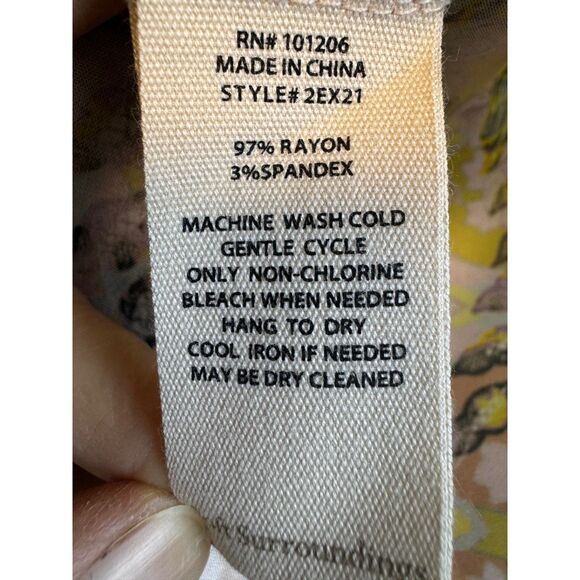 RN# 101206
MADE IN CHINA
STYLE# 2EX21
97% RAYON
3%SPANDEX
MACHINE WASH COLD
GENTLE CYCLE
ONLY NON-CHLORINE
BLEACH WHEN NEEDED
HANG TO DRY
COOL IRON IF NEEDED
MAY BE DRY CLEANED
Surroundings